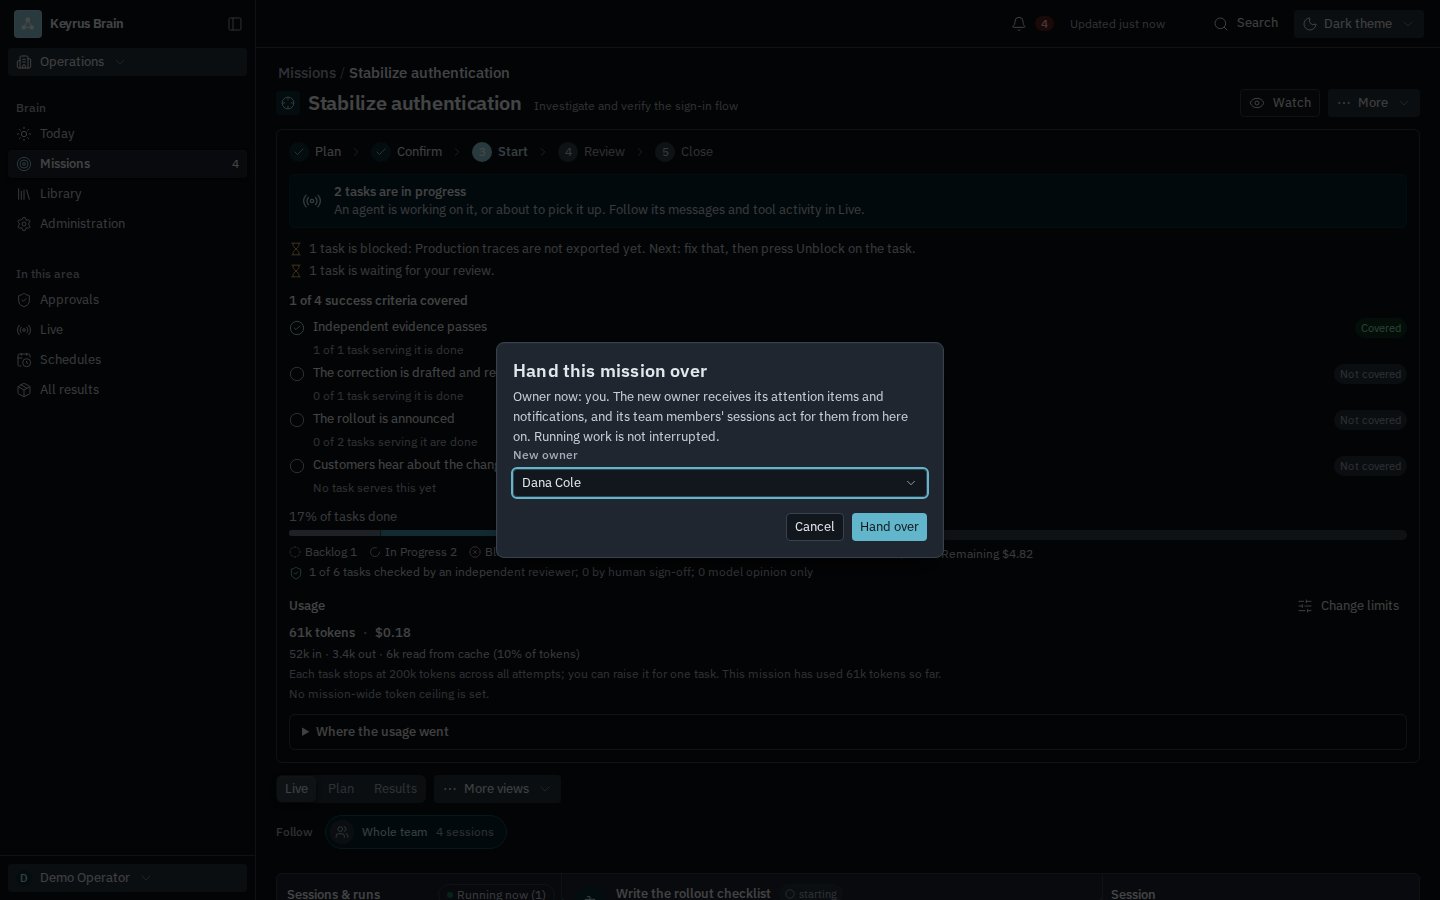 Keyrus Brain
4
Updated just now
Search
Dark theme
Operations
Brain
Today
Missions 4
Library
Administration
In this area
Approvals
Live
Schedules
All results
D Demo Operator
Missions / Stabilize authentication
Stabilize authentication Investigate and verify the sign-in flow
Watch
More
Plan Confirm 3 Start 4 Review 5 Close
2 tasks are in progress
An agent is working on it, or about to pick it up. Follow its messages and tool activity in Live.
1 task is blocked: Production traces are not exported yet. Next: fix that, then press Unblock on the task.
1 task is waiting for your review.
1 of 4 success criteria covered
Independent evidence passes Covered
1 of 1 task serving it is done
The correction is drafted and re Not covered
0 of 1 task serving it is done
The rollout is announced Not covered
0 of 2 tasks serving it are done
Customers hear about the chan Not covered
No task serves this yet
Hand this mission over
Owner now: you. The new owner receives its attention items and
notifications, and its team members' sessions act for them from here
on. Running work is not interrupted.
New owner
Dana Cole
Cancel
Hand over
17% of tasks done
Backlog 1 In Progress 2 Remaining $4.82
1 of 6 tasks checked by an independent reviewer; 0 by human sign-off; 0 model opinion only
Usage Change limits
61k tokens · $0.18
52k in · 3.4k out · 6k read from cache (10% of tokens)
Each task stops at 200k tokens across all attempts; you can raise it for one task. This mission has used 61k tokens so far.
No mission-wide token ceiling is set.
Where the usage went
Live Plan Results More views
Follow Whole team 4 sessions
Sessions & runs Running now (1) Write the rollout checklist starting Session